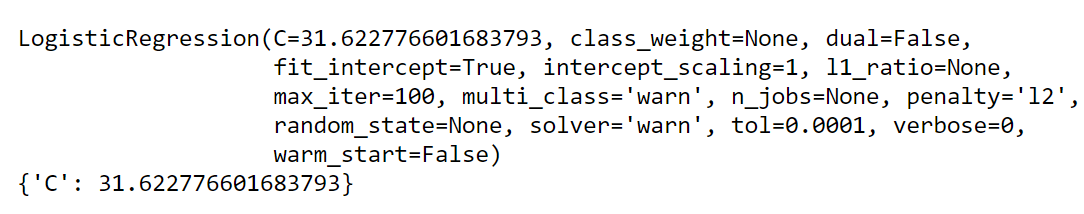 LogisticRegression(C=31.622776601683793, class_weight=None, dual=False,
                   fit_intercept=True, intercept_scaling=1, l1_ratio=None,
                   max_iter=100, multi_class='warn', n_jobs=None, penalty='l2',
                   random_state=None, solver='warn', tol=0.0001, verbose=0,
                   warm_start=False)
{'C': 31.622776601683793}